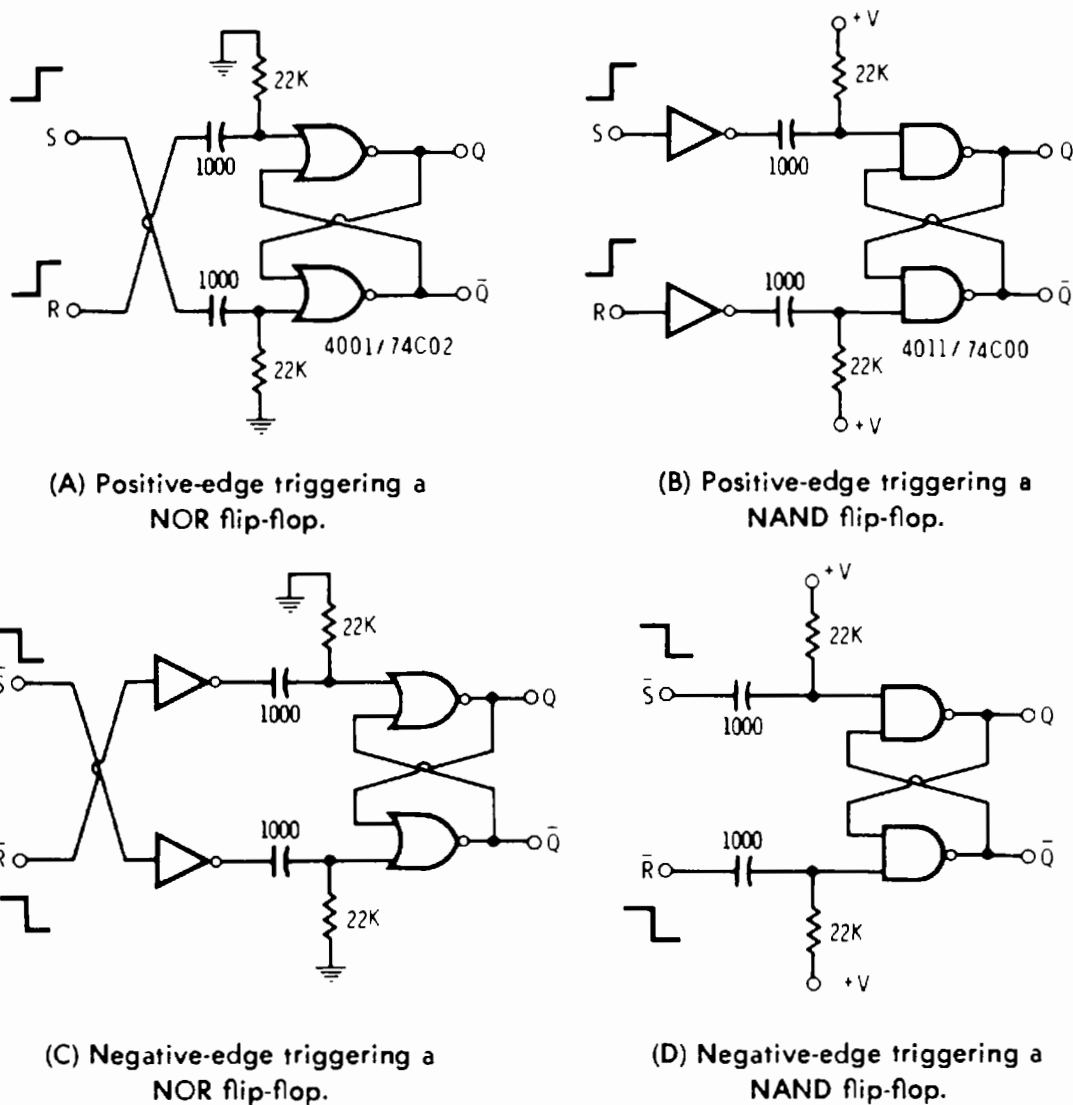 22K
S
1000
Q
R
1000
Q̄
4001/74C02
22K
(A) Positive-edge triggering a
NOR flip-flop.
+V
22K
S
1000
Q
R
1000
Q̄
4011/74C00
22K
+V
(B) Positive-edge triggering a
NAND flip-flop.
22K
S̄
1000
Q
R̄
1000
Q̄
22K
(C) Negative-edge triggering a
NOR flip-flop.
+V
22K
S̄
1000
Q
R̄
1000
Q̄
22K
+V
(D) Negative-edge triggering a
NAND flip-flop.